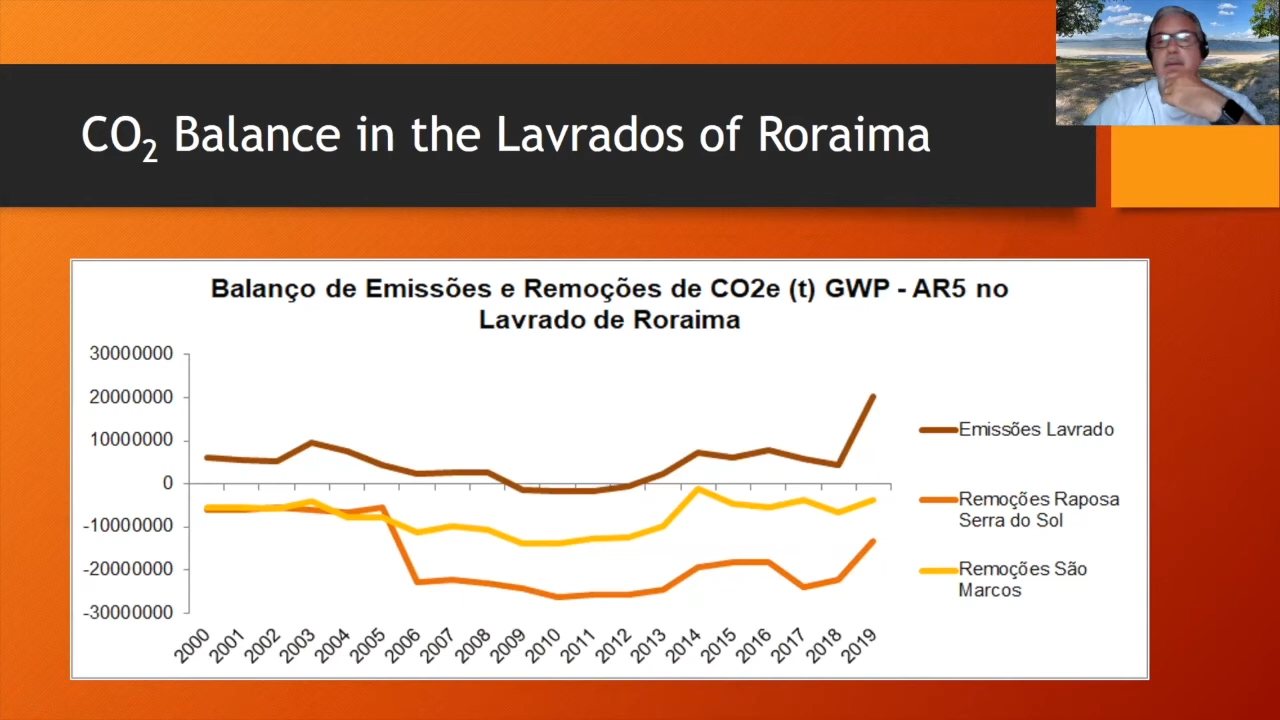 CO₂ Balance in the Lavrados of Roraima
Balanço de Emissões e Remoções de CO2e (t) GWP - AR5 no
Lavrado de Roraima
30000000
20000000
10000000
0
-10000000
-20000000
-30000000
2000 2001 2002 2003 2004 2005 2006 2007 2008 2009 2010 2011 2012 2013 2014 2015 2016 2017 2018 2019
Emissões Lavrado
Remoções Raposa
Serra do Sol
Remoções São
Marcos